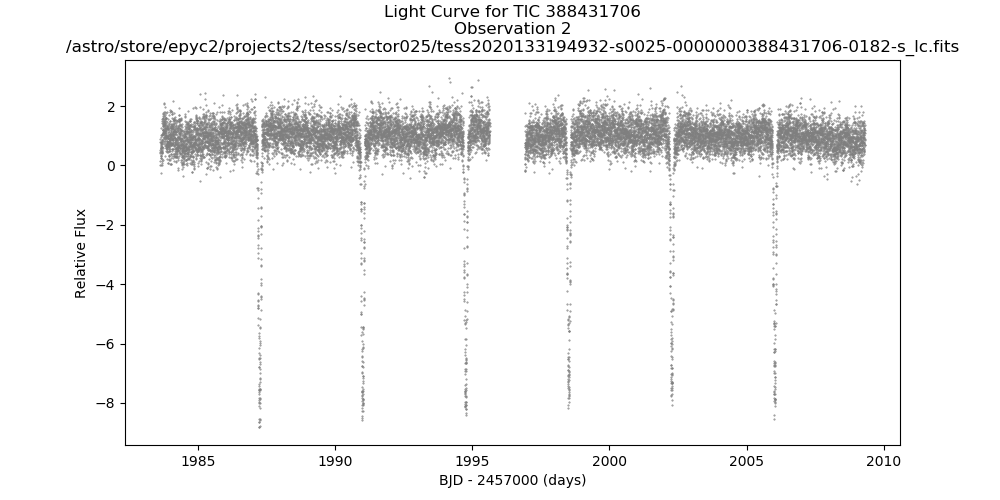 Light Curve for TIC 388431706
Observation 2
/astro/store/epyc2/projects2/tess/sector025/tess2020133194932-s0025-0000000388431706-0182-s_lc.fits
Relative Flux
2
0
−2
−4
−6
−8
1985
1990
1995
2000
2005
2010
BJD - 2457000 (days)